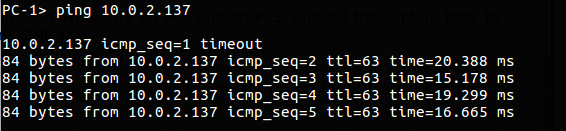 PC-1> ping 10.0.2.137
10.0.2.137 icmp_seq=1 timeout
84 bytes from 10.0.2.137 icmp_seq=2 ttl=63 time=20.388 ms
84 bytes from 10.0.2.137 icmp_seq=3 ttl=63 time=15.178 ms
84 bytes from 10.0.2.137 icmp_seq=4 ttl=63 time=19.299 ms
84 bytes from 10.0.2.137 icmp_seq=5 ttl=63 time=16.665 ms